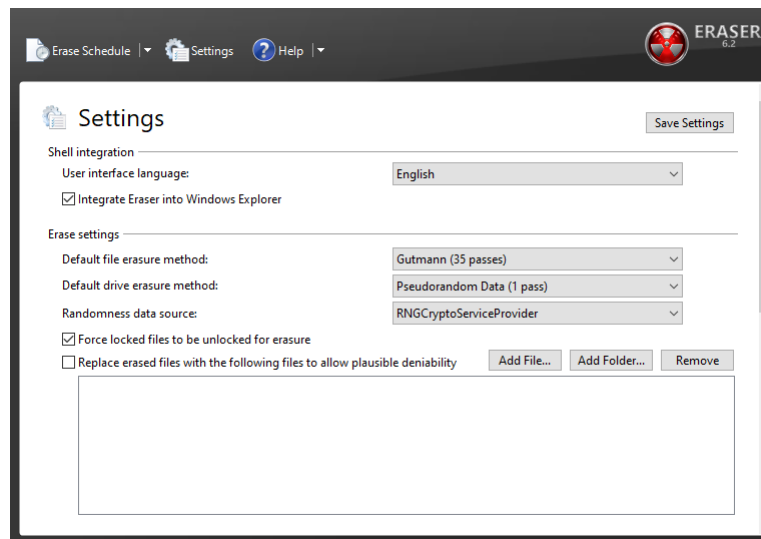 Erase Schedule Settings Help ERASER
6.2
Settings
Save Settings
Shell integration
User interface language: English
Integrate Eraser into Windows Explorer
Erase settings
Default file erasure method: Gutmann (35 passes)
Default drive erasure method: Pseudorandom Data (1 pass)
Randomness data source: RNGCryptoServiceProvider
Force locked files to be unlocked for erasure
Replace erased files with the following files to allow plausible deniability Add File... Add Folder... Remove